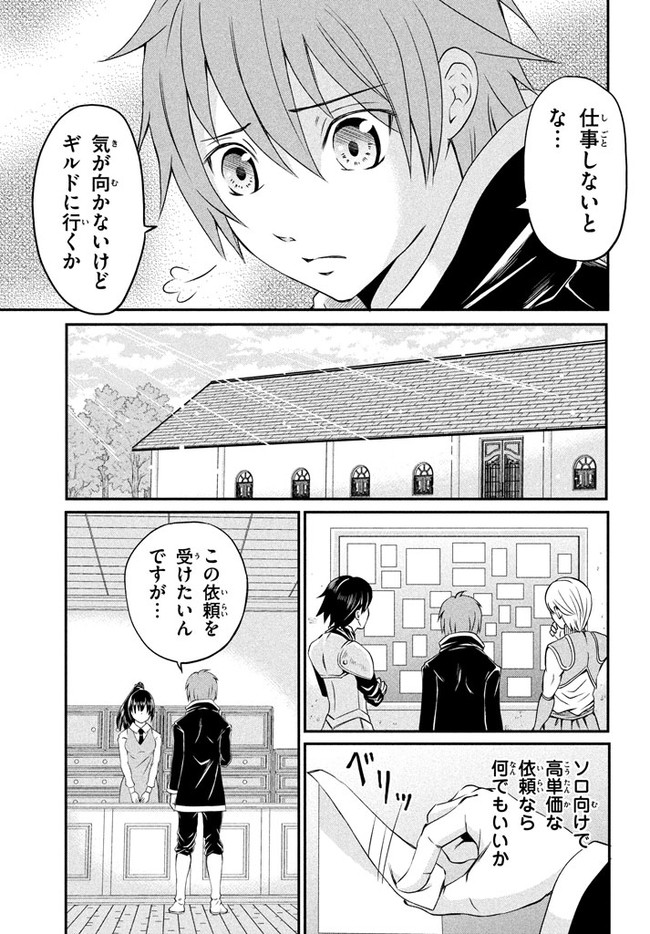 仕事しないと
な…
気が向かないけど
ギルドに行くか
ソロ向けで
高単価な
依頼なら
何でもいいか
ビリッ
この依頼を
受けたいん
ですが…